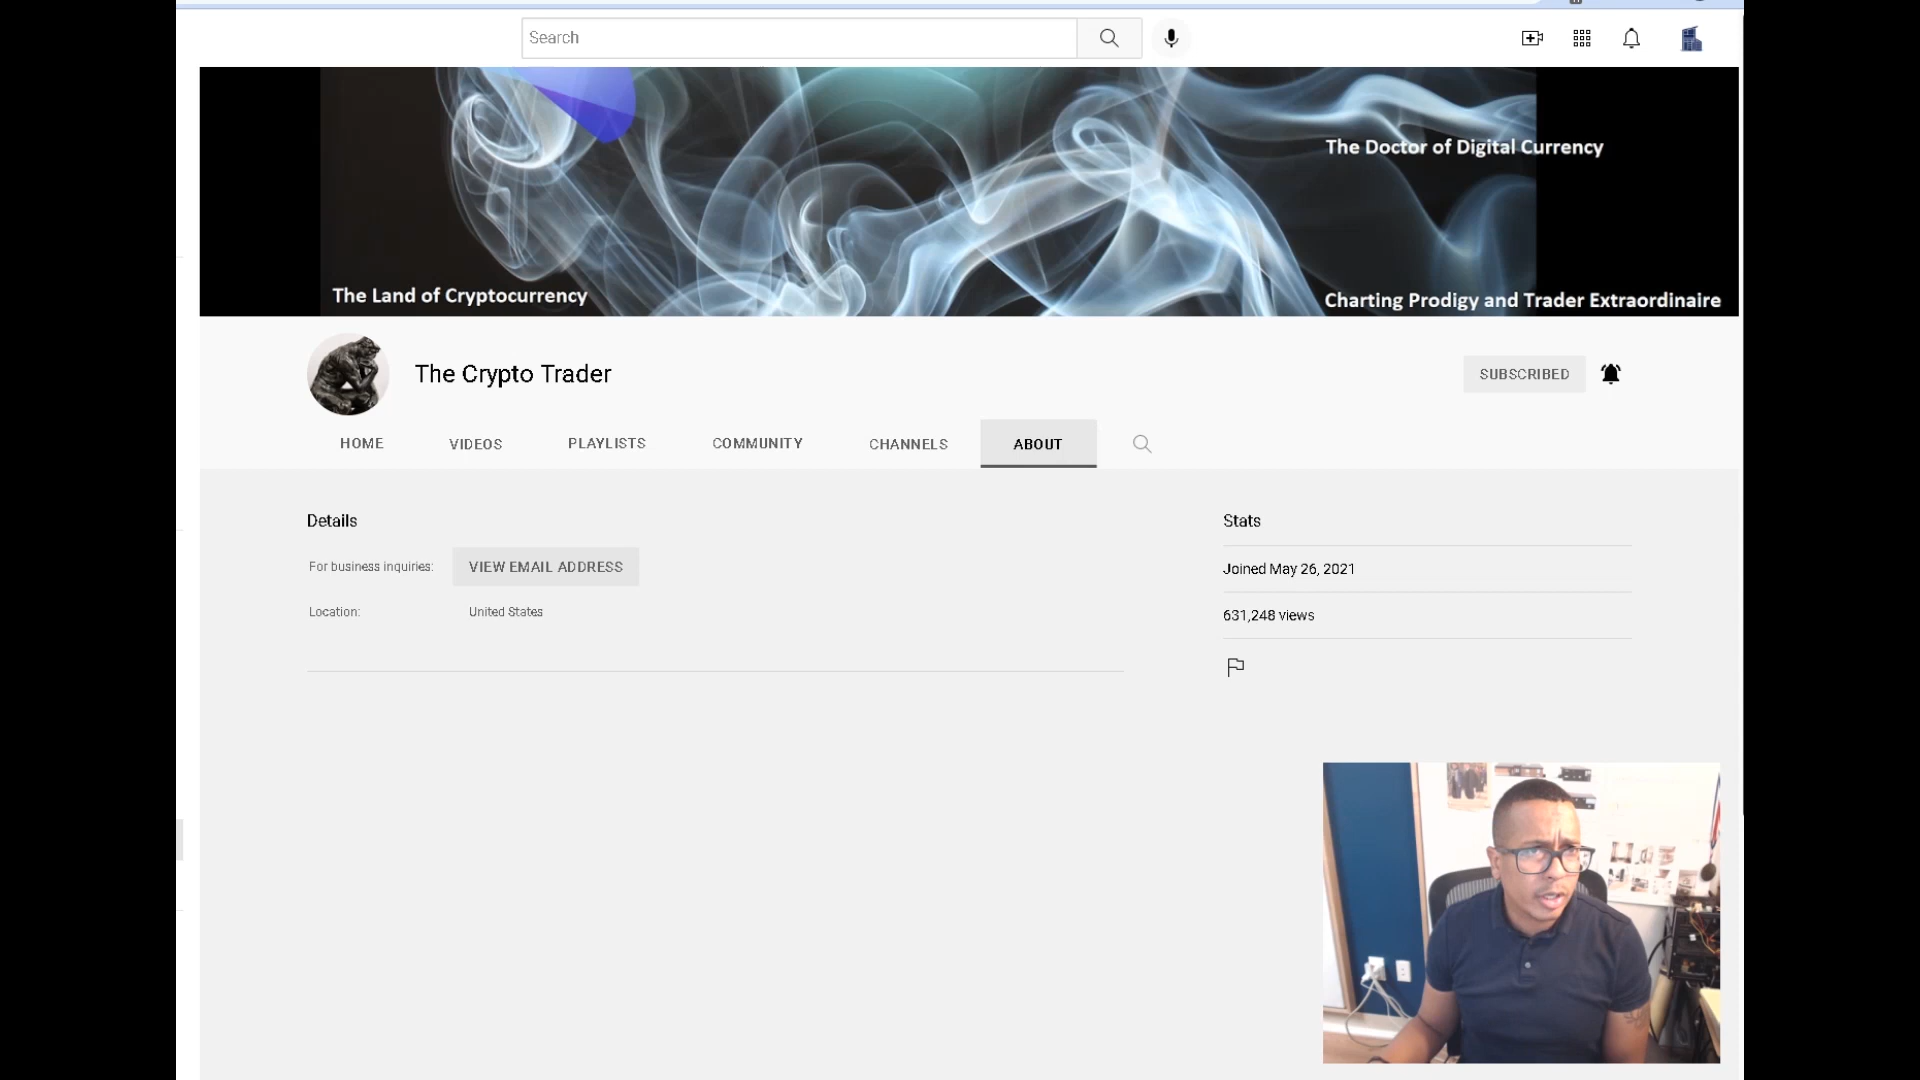 Search
The Doctor of Digital Currency
The Land of Cryptocurrency
Charting Prodigy and Trader Extraordinaire
The Crypto Trader
SUBSCRIBED
HOME
VIDEOS
PLAYLISTS
COMMUNITY
CHANNELS
ABOUT
Details
For business inquiries:
VIEW EMAIL ADDRESS
Location:
United States
Stats
Joined May 26, 2021
631,248 views